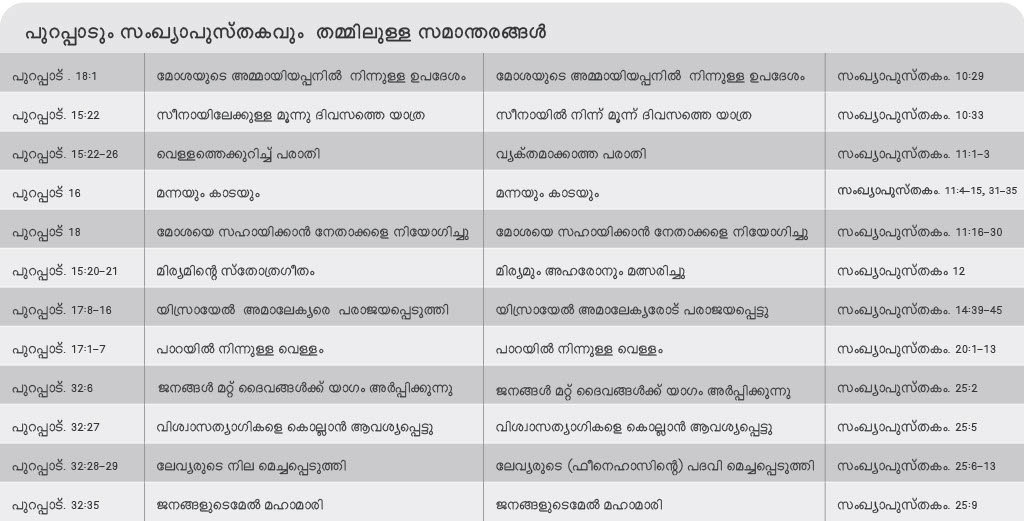 പുറപ്പാടും സംഖ്യാപുസ്തകവും തമ്മിലുള്ള സമാന്തരങ്ങൾ
പുറപ്പാട് . 18:1 മോശയുടെ അമ്മായിയപ്പനിൽ നിന്നുള്ള ഉപദേശം മോശയുടെ അമ്മായിയപ്പനിൽ നിന്നുള്ള ഉപദേശം സംഖ്യാപുസ്തകം. 10:29
പുറപ്പാട്. 15:22 സീനായിലേക്കുള്ള മൂന്നു ദിവസത്തെ യാത്ര സീനായിൽ നിന്ന് മൂന്ന് ദിവസത്തെ യാത്ര സംഖ്യാപുസ്തകം. 10:33
പുറപ്പാട്. 15:22–26 വെള്ളത്തെക്കുറിച്ച് പരാതി വ്യക്തമാക്കാത്ത പരാതി സംഖ്യാപുസ്തകം. 11:1–3
പുറപ്പാട് 16 മന്നയും കാടയും മന്നയും കാടയും സംഖ്യാപുസ്തകം. 11:4–15, 31–35
പുറപ്പാട് 18 മോശയെ സഹായിക്കാൻ നേതാക്കളെ നിയോഗിച്ചു മോശയെ സഹായിക്കാൻ നേതാക്കളെ നിയോഗിച്ചു സംഖ്യാപുസ്തകം. 11:16–30
പുറപ്പാട്. 15:20–21 മിര്യമിന്റെ സ്തോത്രഗീതം മിര്യമും അഹരോനും മത്സരിച്ചു സംഖ്യാപുസ്തകം 12
പുറപ്പാട്. 17:8–16 യിസ്രായേൽ അമാലേക്യരെ പരാജയപ്പെടുത്തി യിസ്രായേൽ അമാലേക്യരോട് പരാജയപ്പെട്ടു സംഖ്യാപുസ്തകം. 14:39–45
പുറപ്പാട്. 17:1–7 പാറയിൽ നിന്നുള്ള വെള്ളം പാറയിൽ നിന്നുള്ള വെള്ളം സംഖ്യാപുസ്തകം. 20:1–13
പുറപ്പാട്. 32:6 ജനങ്ങൾ മറ്റ് ദൈവങ്ങൾക്ക് യാഗം അർപ്പിക്കുന്നു ജനങ്ങൾ മറ്റ് ദൈവങ്ങൾക്ക് യാഗം അർപ്പിക്കുന്നു സംഖ്യാപുസ്തകം. 25:2
പുറപ്പാട്. 32:27 വിശ്വാസത്യാഗികളെ കൊല്ലാൻ ആവശ്യപ്പെട്ടു വിശ്വാസത്യാഗികളെ കൊല്ലാൻ ആവശ്യപ്പെട്ടു സംഖ്യാപുസ്തകം. 25:5
പുറപ്പാട്. 32:28–29 ലേവ്യരുടെ നില മെച്ചപ്പെടുത്തി ലേവ്യരുടെ (ഫീനെഹാസിന്റെ) പദവി മെച്ചപ്പെടുത്തി സംഖ്യാപുസ്തകം. 25:6–13
പുറപ്പാട്. 32:35 ജനങ്ങളുടെമേൽ മഹാമാരി ജനങ്ങളുടെമേൽ മഹാമാരി സംഖ്യാപുസ്തകം. 25:9